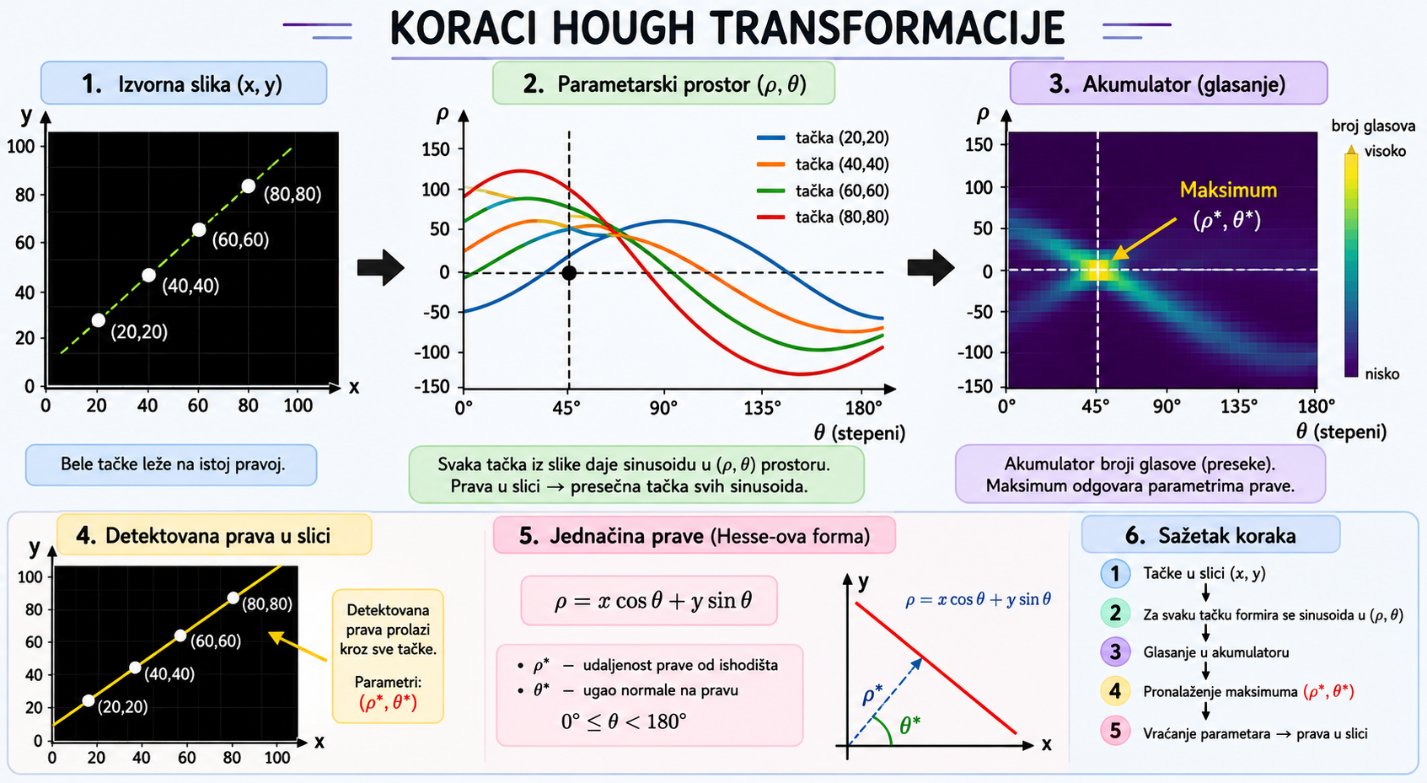 KORACI HOUGH TRANSFORMACIJE
1. Izvorna slika (x, y)
y
100
80
60
40
20
0
0 20 40 60 80 100
x
(80,80)
(60,60)
(40,40)
(20,20)
Bele tačke leže na istoj pravoj.
2. Parametarski prostor (ρ, θ)
ρ
150
100
50
0
-50
-100
-150
0° 45° 90° 135° 180°
θ (stepeni)
tačka (20,20)
tačka (40,40)
tačka (60,60)
tačka (80,80)
Svaka tačka iz slike daje sinusoidu u (ρ, θ) prostoru.
Prava u slici → presečna tačka svih sinusoida.
3. Akumulator (glasanje)
ρ
150
100
50
0
-50
-100
-150
0° 45° 90° 135° 180°
θ (stepeni)
Maksimum
(ρ*, θ*)
broj glasova
visoko
nisko
Akumulator broji glasove (preseke).
Maksimum odgovara parametrima prave.
4. Detektovana prava u slici
y
100
80
60
40
20
0
0 20 40 60 80 100
x
(80,80)
(60,60)
(40,40)
(20,20)
Detektovana
prava prolazi
kroz sve tačke.
Parametri:
(ρ*, θ*)
5. Jednačina prave (Hesse-ova forma)
ρ = x cos θ + y sin θ
• ρ* – udaljenost prave od ishodišta
• θ* – ugao normale na pravu
0° ≤ θ < 180°
y
ρ = x cos θ + y sin θ
ρ*
θ*
x
6. Sažetak koraka
1 Tačke u slici (x, y)
2 Za svaku tačku formira se sinusoida u (ρ, θ)
3 Glasanje u akumulatoru
4 Pronalaženje maksimuma (ρ*, θ*)
5 Vraćanje parametara → prava u slici